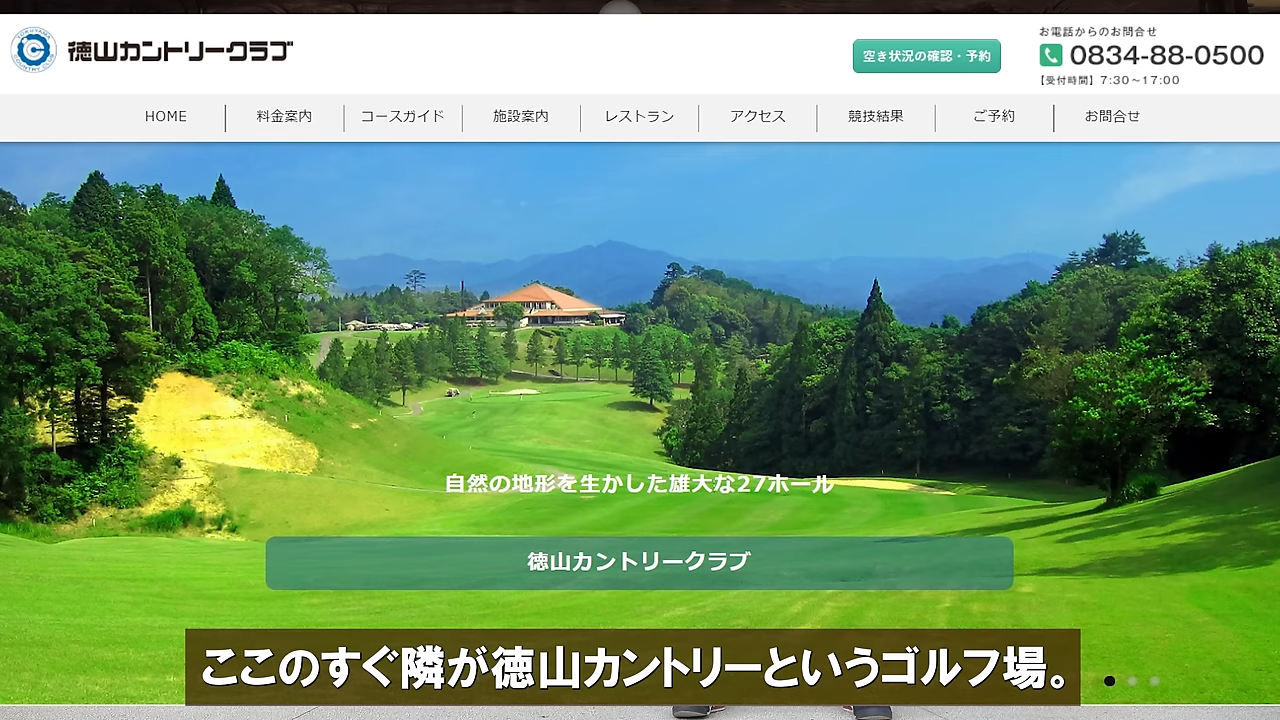 徳山カントリークラブ
空き状況の確認・予約
お電話からのお問合せ
0834-88-0500
【受付時間】7:30～17:00
HOME
料金案内
コースガイド
施設案内
レストラン
アクセス
競技結果
ご予約
お問合せ
自然の地形を生かした雄大な27ホール
徳山カントリークラブ
ここのすぐ隣が徳山カントリーというゴルフ場。